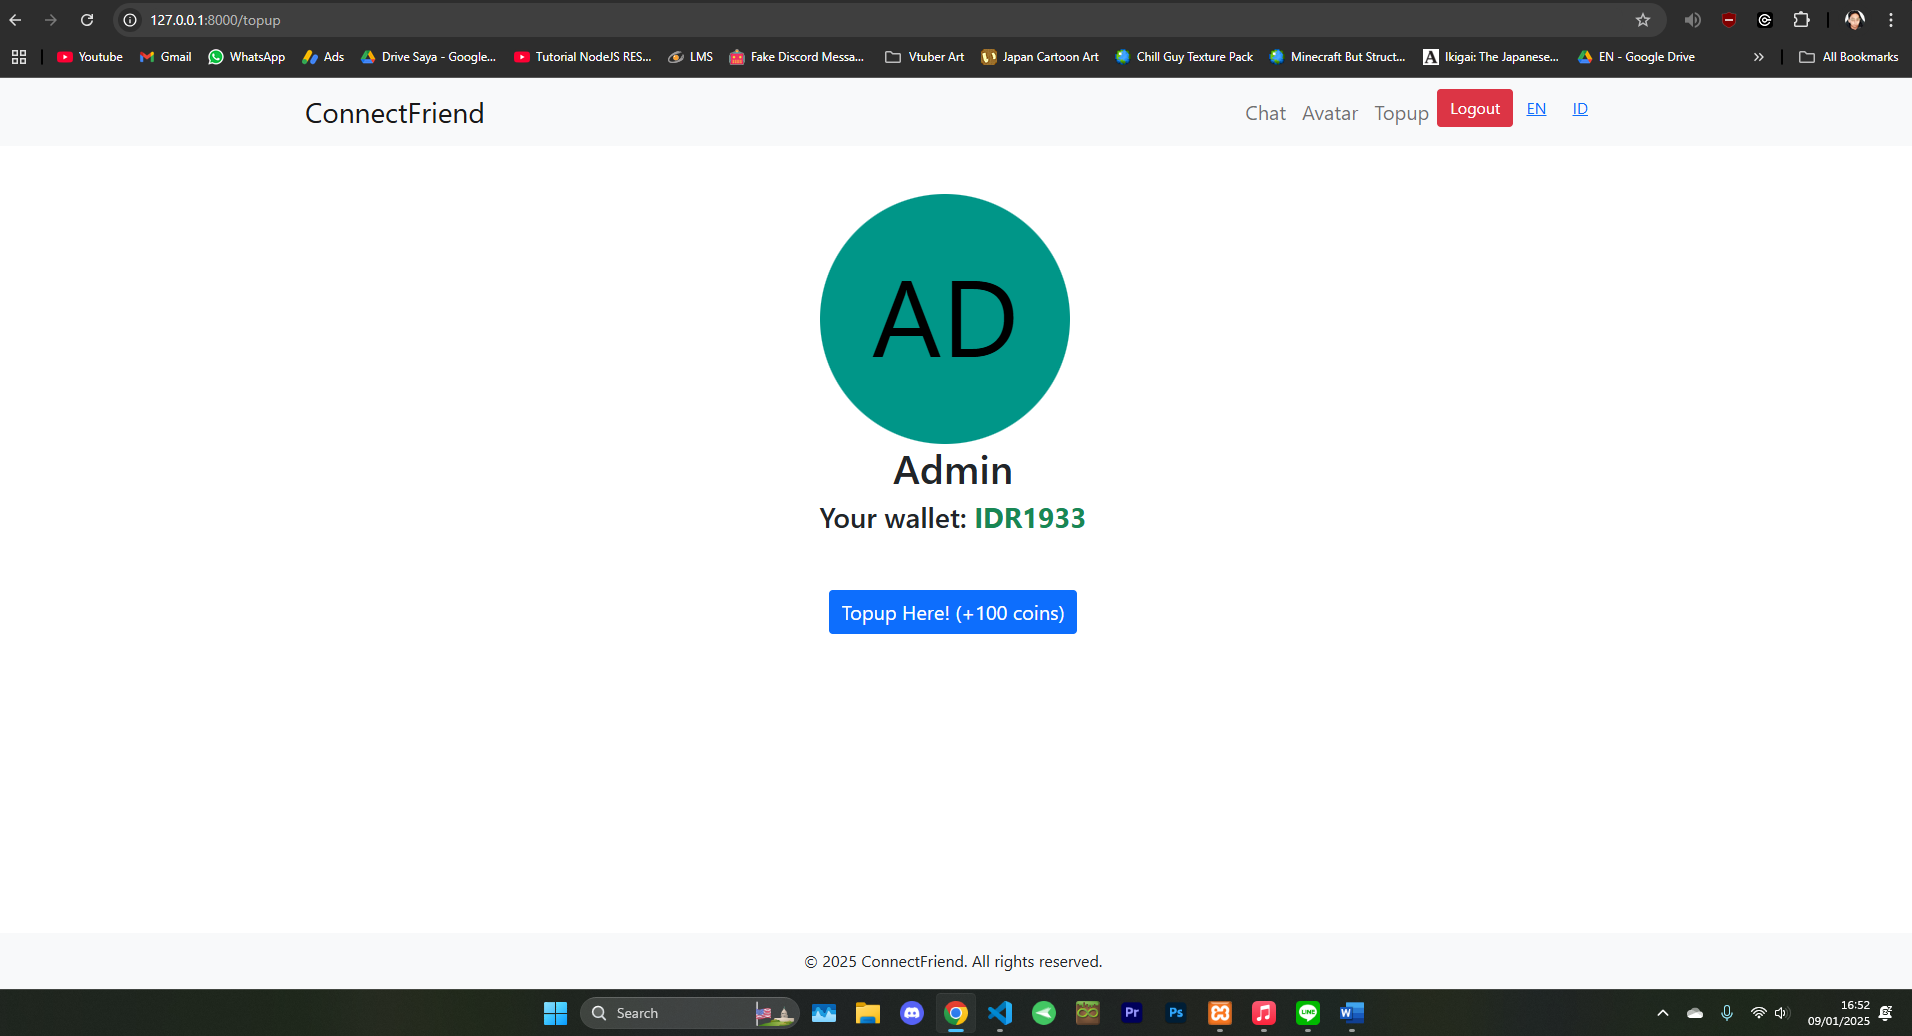 127.0.0.1:8000/topup
Youtube Gmail WhatsApp Ads Drive Saya - Google... Tutorial NodeJS RES... LMS Fake Discord Messa... Vtuber Art Japan Cartoon Art Chill Guy Texture Pack Minecraft But Struct... Ikigai: The Japanese... EN - Google Drive » All Bookmarks
ConnectFriend Chat Avatar Topup Logout EN ID
AD
Admin
Your wallet: IDR1933
Topup Here! (+100 coins)
© 2025 ConnectFriend. All rights reserved.
Search
Pr Ps LINE W
16:52
09/01/2025